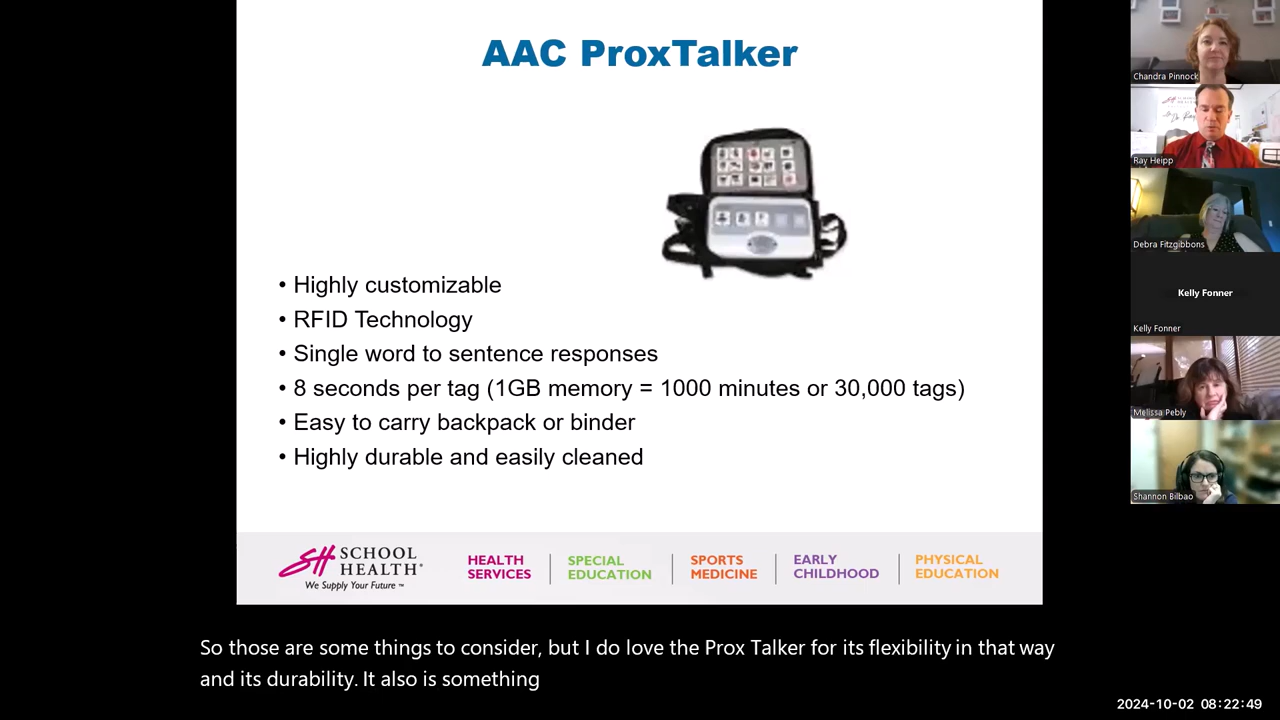 AAC ProxTalker
• Highly customizable
• RFID Technology
• Single word to sentence responses
• 8 seconds per tag (1GB memory = 1000 minutes or 30,000 tags)
• Easy to carry backpack or binder
• Highly durable and easily cleaned
SH SCHOOL HEALTH®
We Supply Your Future ™
HEALTH SERVICES
SPECIAL EDUCATION
SPORTS MEDICINE
EARLY CHILDHOOD
PHYSICAL EDUCATION
Chandra Pinnock
SCHOOL HEALTH
Ray Heipp
Debra Fitzgibbons
Kelly Fonner
Kelly Fonner
Melissa Pebly
Shannon Bilbao
So those are some things to consider, but I do love the Prox Talker for its flexibility in that way
and its durability. It also is something
2024-10-02 08:22:49